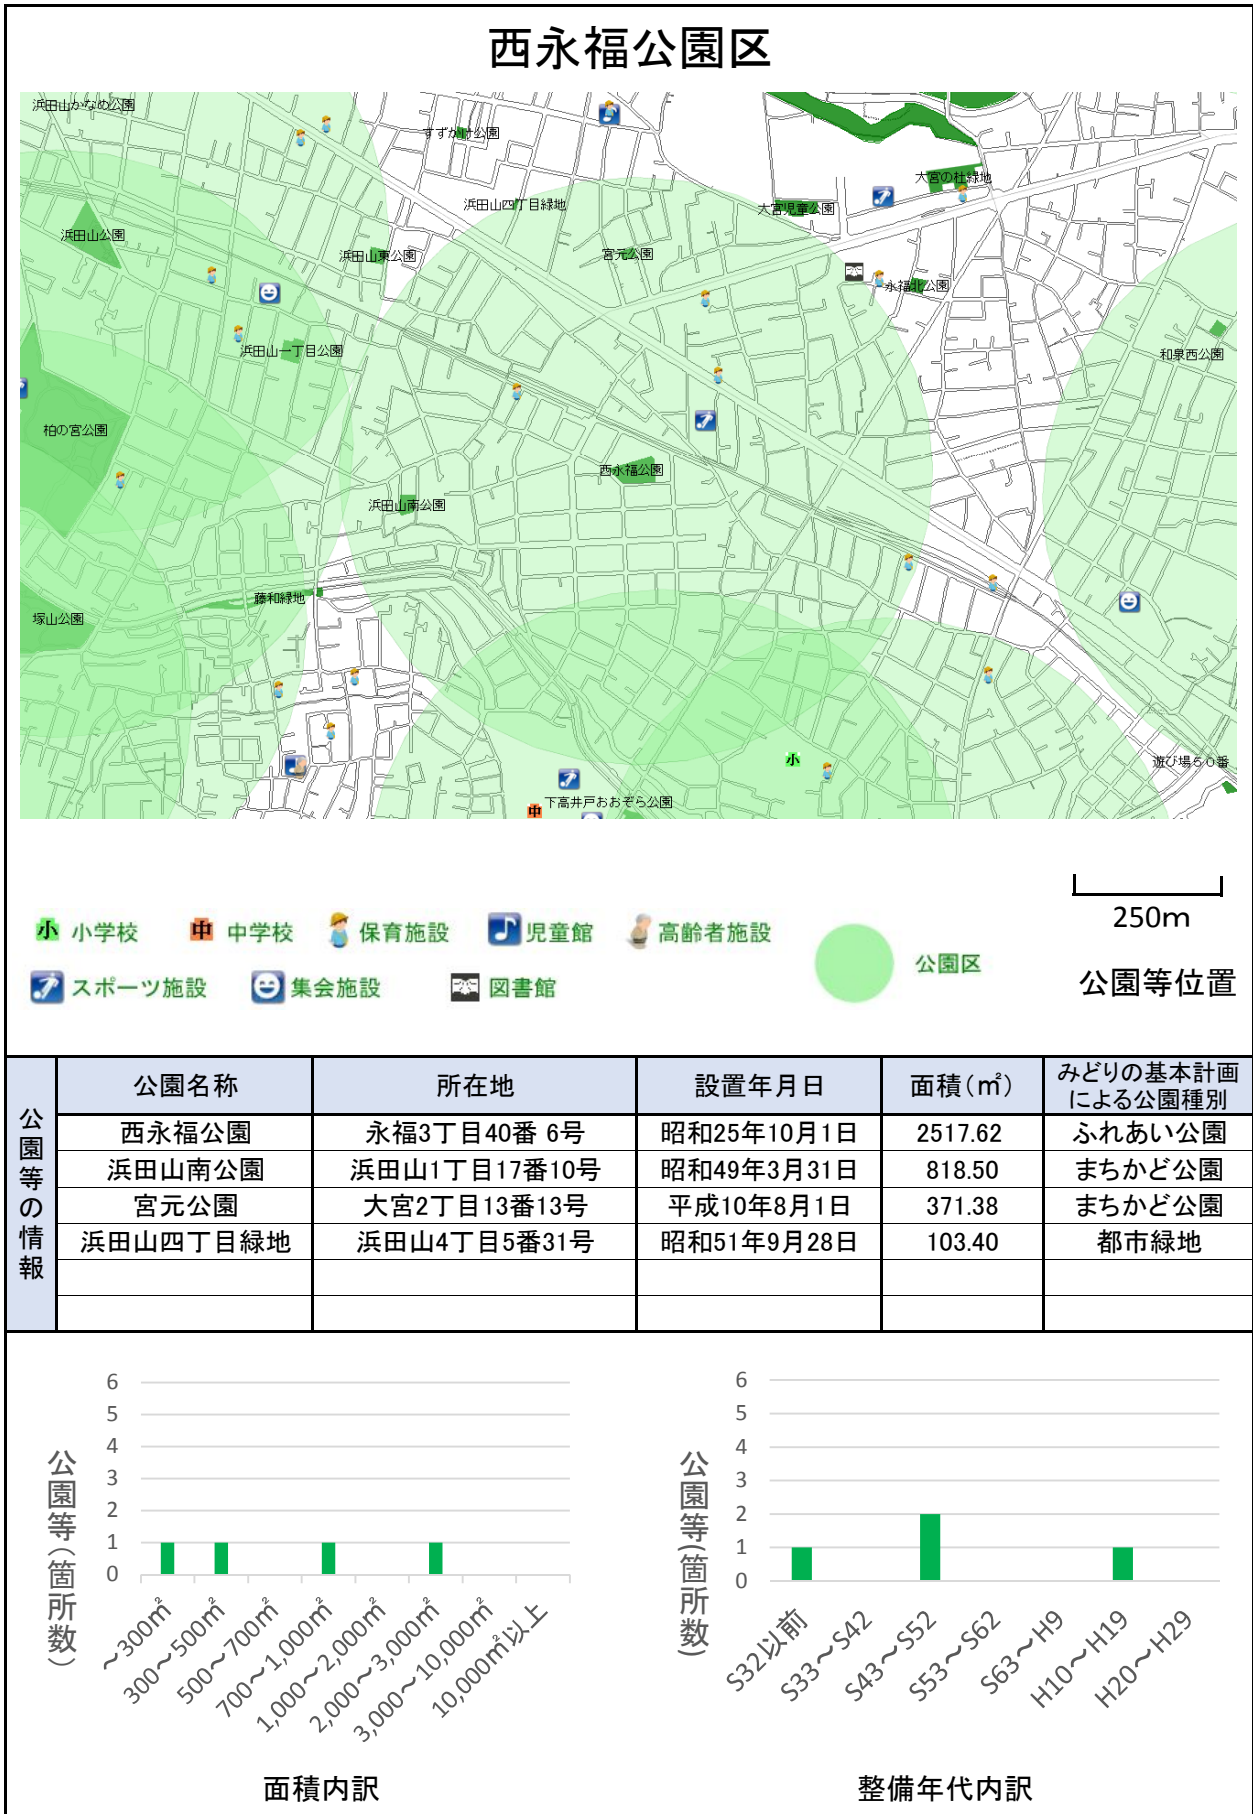 西永福公園区
浜田山かなめ公園
すずかけ公園
大宮の杜緑地
浜田山四丁目緑地
大宮児童公園
浜田山公園
浜田山東公園
宮元公園
永福北公園
浜田山一丁目公園
和泉西公園
柏の宮公園
西永福公園
浜田山南公園
藤和緑地
塚山公園
小
遊び場50番
下高井戸おおぞら公園
中
250m
小 小学校 中 中学校 保育施設 児童館 高齢者施設
公園区
スポーツ施設 集会施設 図書館
公園等位置
公園等の情報
公園名称 所在地 設置年月日 面積(㎡) みどりの基本計画
による公園種別
西永福公園 永福3丁目40番 6号 昭和25年10月1日 2517.62 ふれあい公園
浜田山南公園 浜田山1丁目17番10号 昭和49年3月31日 818.50 まちかど公園
宮元公園 大宮2丁目13番13号 平成10年8月1日 371.38 まちかど公園
浜田山四丁目緑地 浜田山4丁目5番31号 昭和51年9月28日 103.40 都市緑地
公園等(箇所数)
6
5
4
3
2
1
0
～300㎡
300～500㎡
500～700㎡
700～1,000㎡
1,000～2,000㎡
2,000～3,000㎡
3,000～10,000㎡
10,000㎡以上
面積内訳
公園等(箇所数)
6
5
4
3
2
1
0
S32以前
S33～S42
S43～S52
S53～S62
S63～H9
H10～H19
H20～H29
整備年代内訳